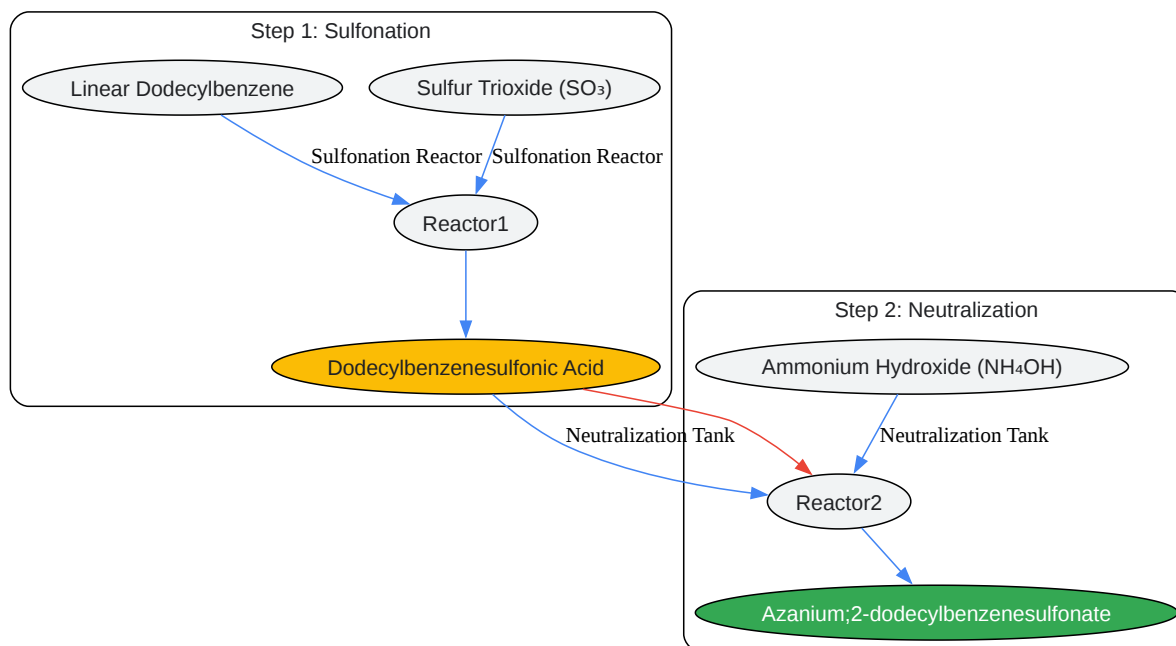 Step 1: Sulfonation
Linear Dodecylbenzene
Sulfur Trioxide (SO₃)
Sulfonation Reactor
Sulfonation Reactor
Reactor1
Dodecylbenzenesulfonic Acid
Step 2: Neutralization
Ammonium Hydroxide (NH₄OH)
Neutralization Tank
Neutralization Tank
Reactor2
Azanium;2-dodecylbenzenesulfonate